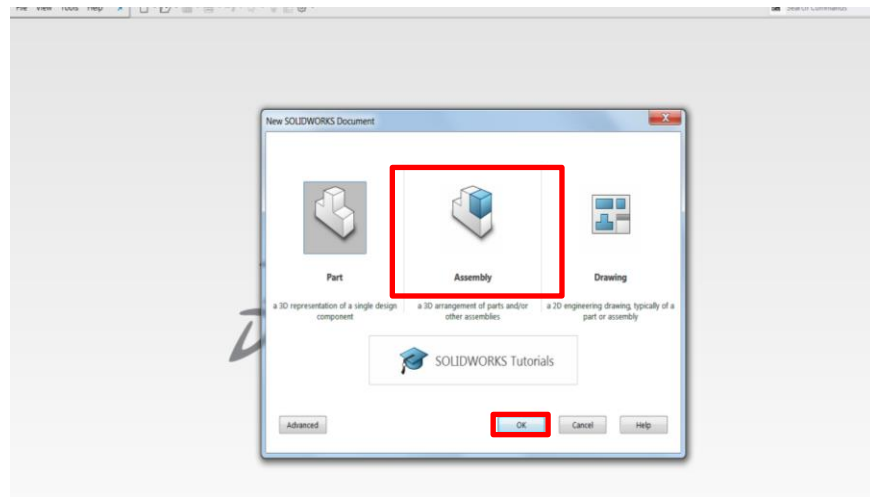 File View Tools Help
Search Commands
New SOLIDWORKS Document
Part
Assembly
Drawing
a 3D representation of a single design
component
a 3D arrangement of parts and/or
other assemblies
a 2D engineering drawing, typically of a
part or assembly
SOLIDWORKS Tutorials
Advanced
OK
Cancel
Help